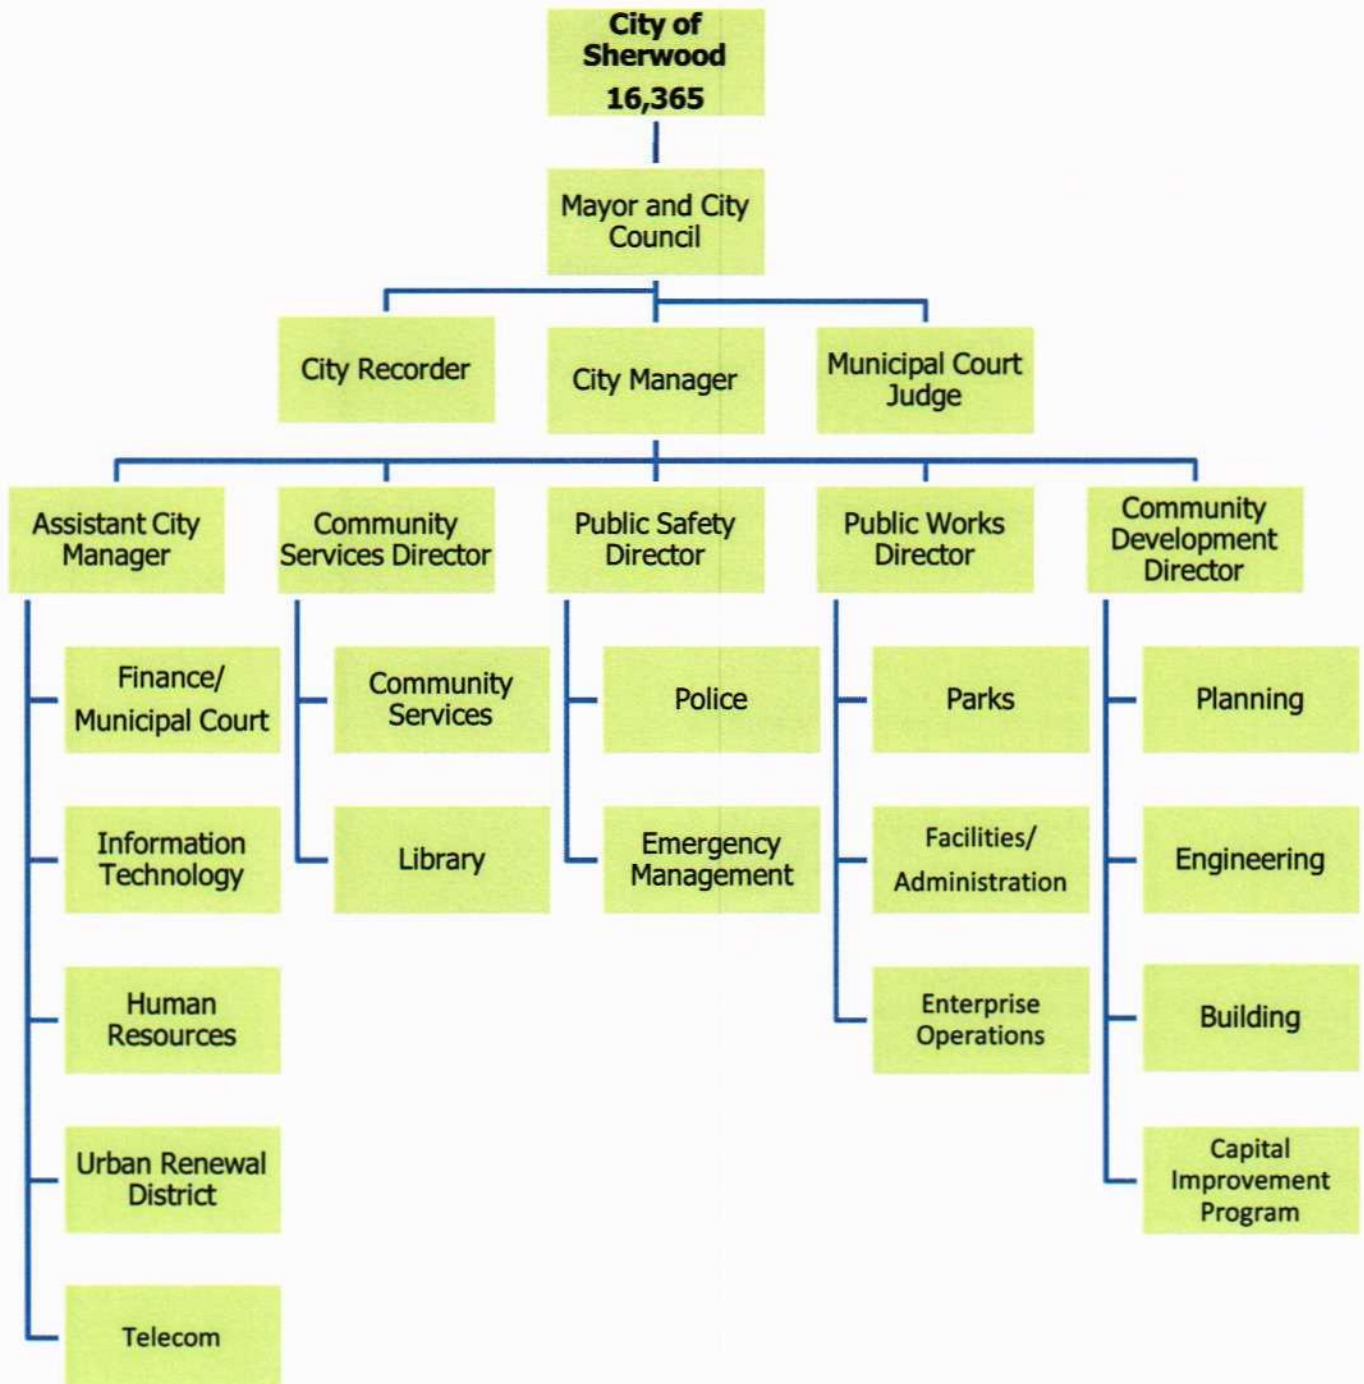 City of
Sherwood
16,365
Mayor and City
Council
City Recorder
City Manager
Municipal Court
Judge
Assistant City
Manager
Community
Services Director
Public Safety
Director
Public Works
Director
Community
Development
Director
Finance/
Municipal Court
Community
Services
Police
Parks
Planning
Information
Technology
Library
Emergency
Management
Facilities/
Administration
Engineering
Human
Resources
Enterprise
Operations
Building
Urban Renewal
District
Capital
Improvement
Program
Telecom